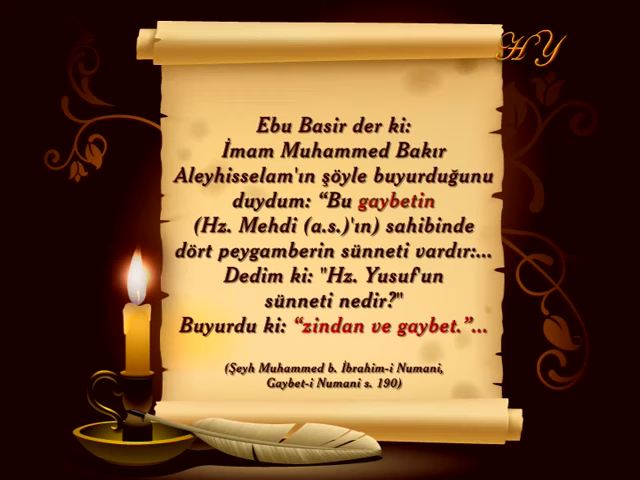 HY
Ebu Basir der ki:
İmam Muhammed Bakır
Aleyhisselam'ın şöyle buyurduğunu
duydum: “Bu gaybetin
(Hz. Mehdi (a.s.)'ın) sahibinde
dört peygamberin sünneti vardır:...
Dedim ki: "Hz. Yusuf'un
sünneti nedir?"
Buyurdu ki: “zindan ve gaybet.”...
(Şeyh Muhammed b. İbrahim-i Numani,
Gaybet-i Numani s. 190)